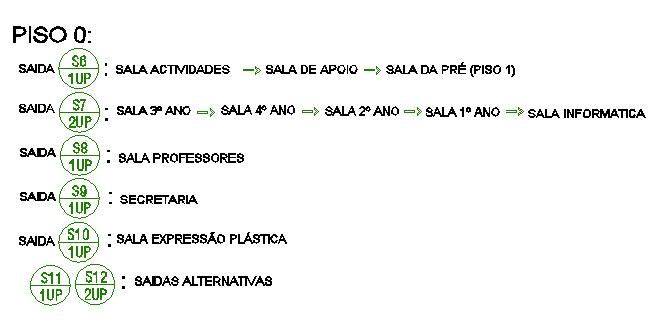 PISO 0:
SAIDA S6 1UP : SALA ACTIVIDADES → SALA DE APOIO → SALA DA PRÉ (PISO 1)
SAIDA S7 2UP : SALA 3º ANO ⇒ SALA 4º ANO ⇒ SALA 2º ANO ⇒ SALA 1º ANO ⇒ SALA INFORMATICA
SAIDA S8 1UP : SALA PROFESSORES
SAIDA S9 1UP : SECRETARIA
SAIDA S10 1UP : SALA EXPRESSÃO PLÁSTICA
S11 1UP S12 2UP : SAIDAS ALTERNATIVAS